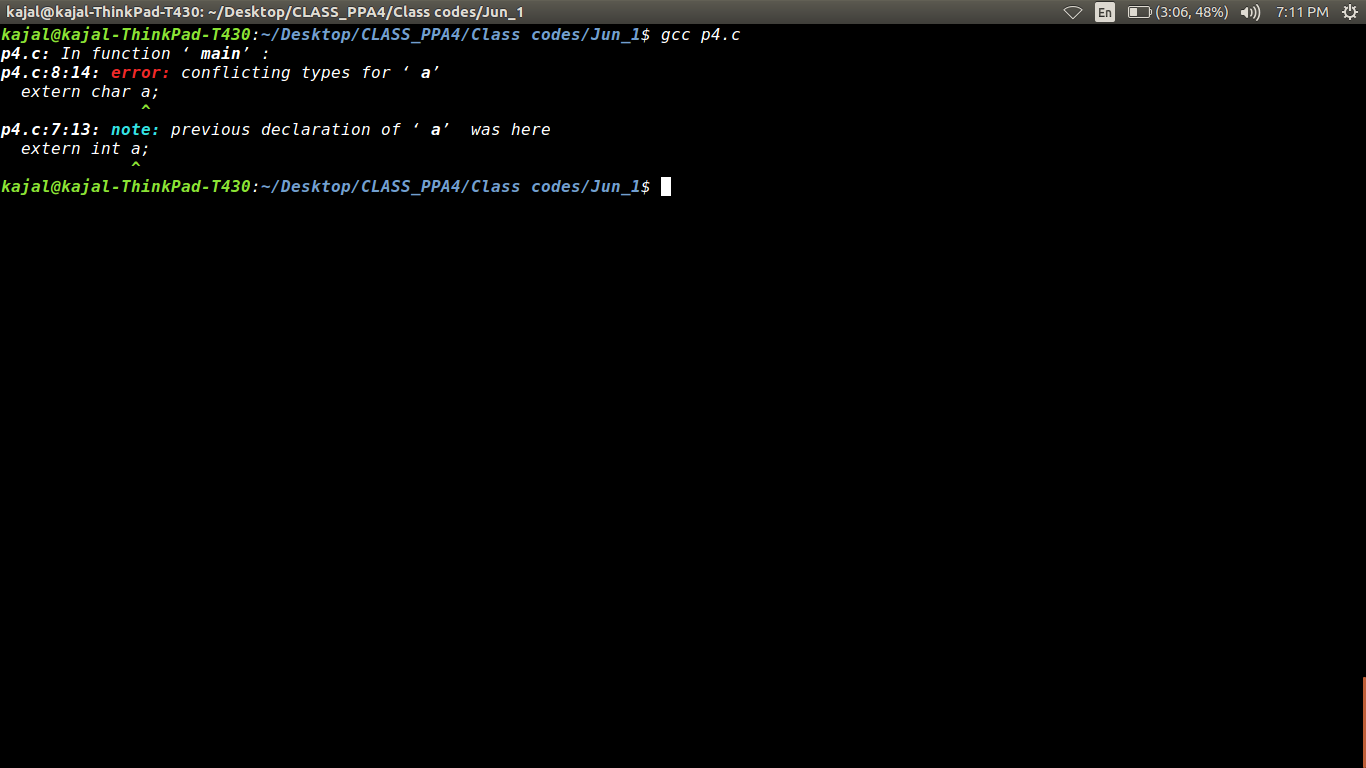 kajal@kajal-ThinkPad-T430: ~/Desktop/CLASS_PPA4/Class codes/Jun_1 En (3:06, 48%) 7:11 PM
kajal@kajal-ThinkPad-T430:~/Desktop/CLASS_PPA4/Class codes/Jun_1$ gcc p4.c
p4.c: In function ‘ main’ :
p4.c:8:14: error: conflicting types for ‘ a’
  extern char a;
              ^
p4.c:7:13: note: previous declaration of ‘ a’  was here
  extern int a;
             ^
kajal@kajal-ThinkPad-T430:~/Desktop/CLASS_PPA4/Class codes/Jun_1$